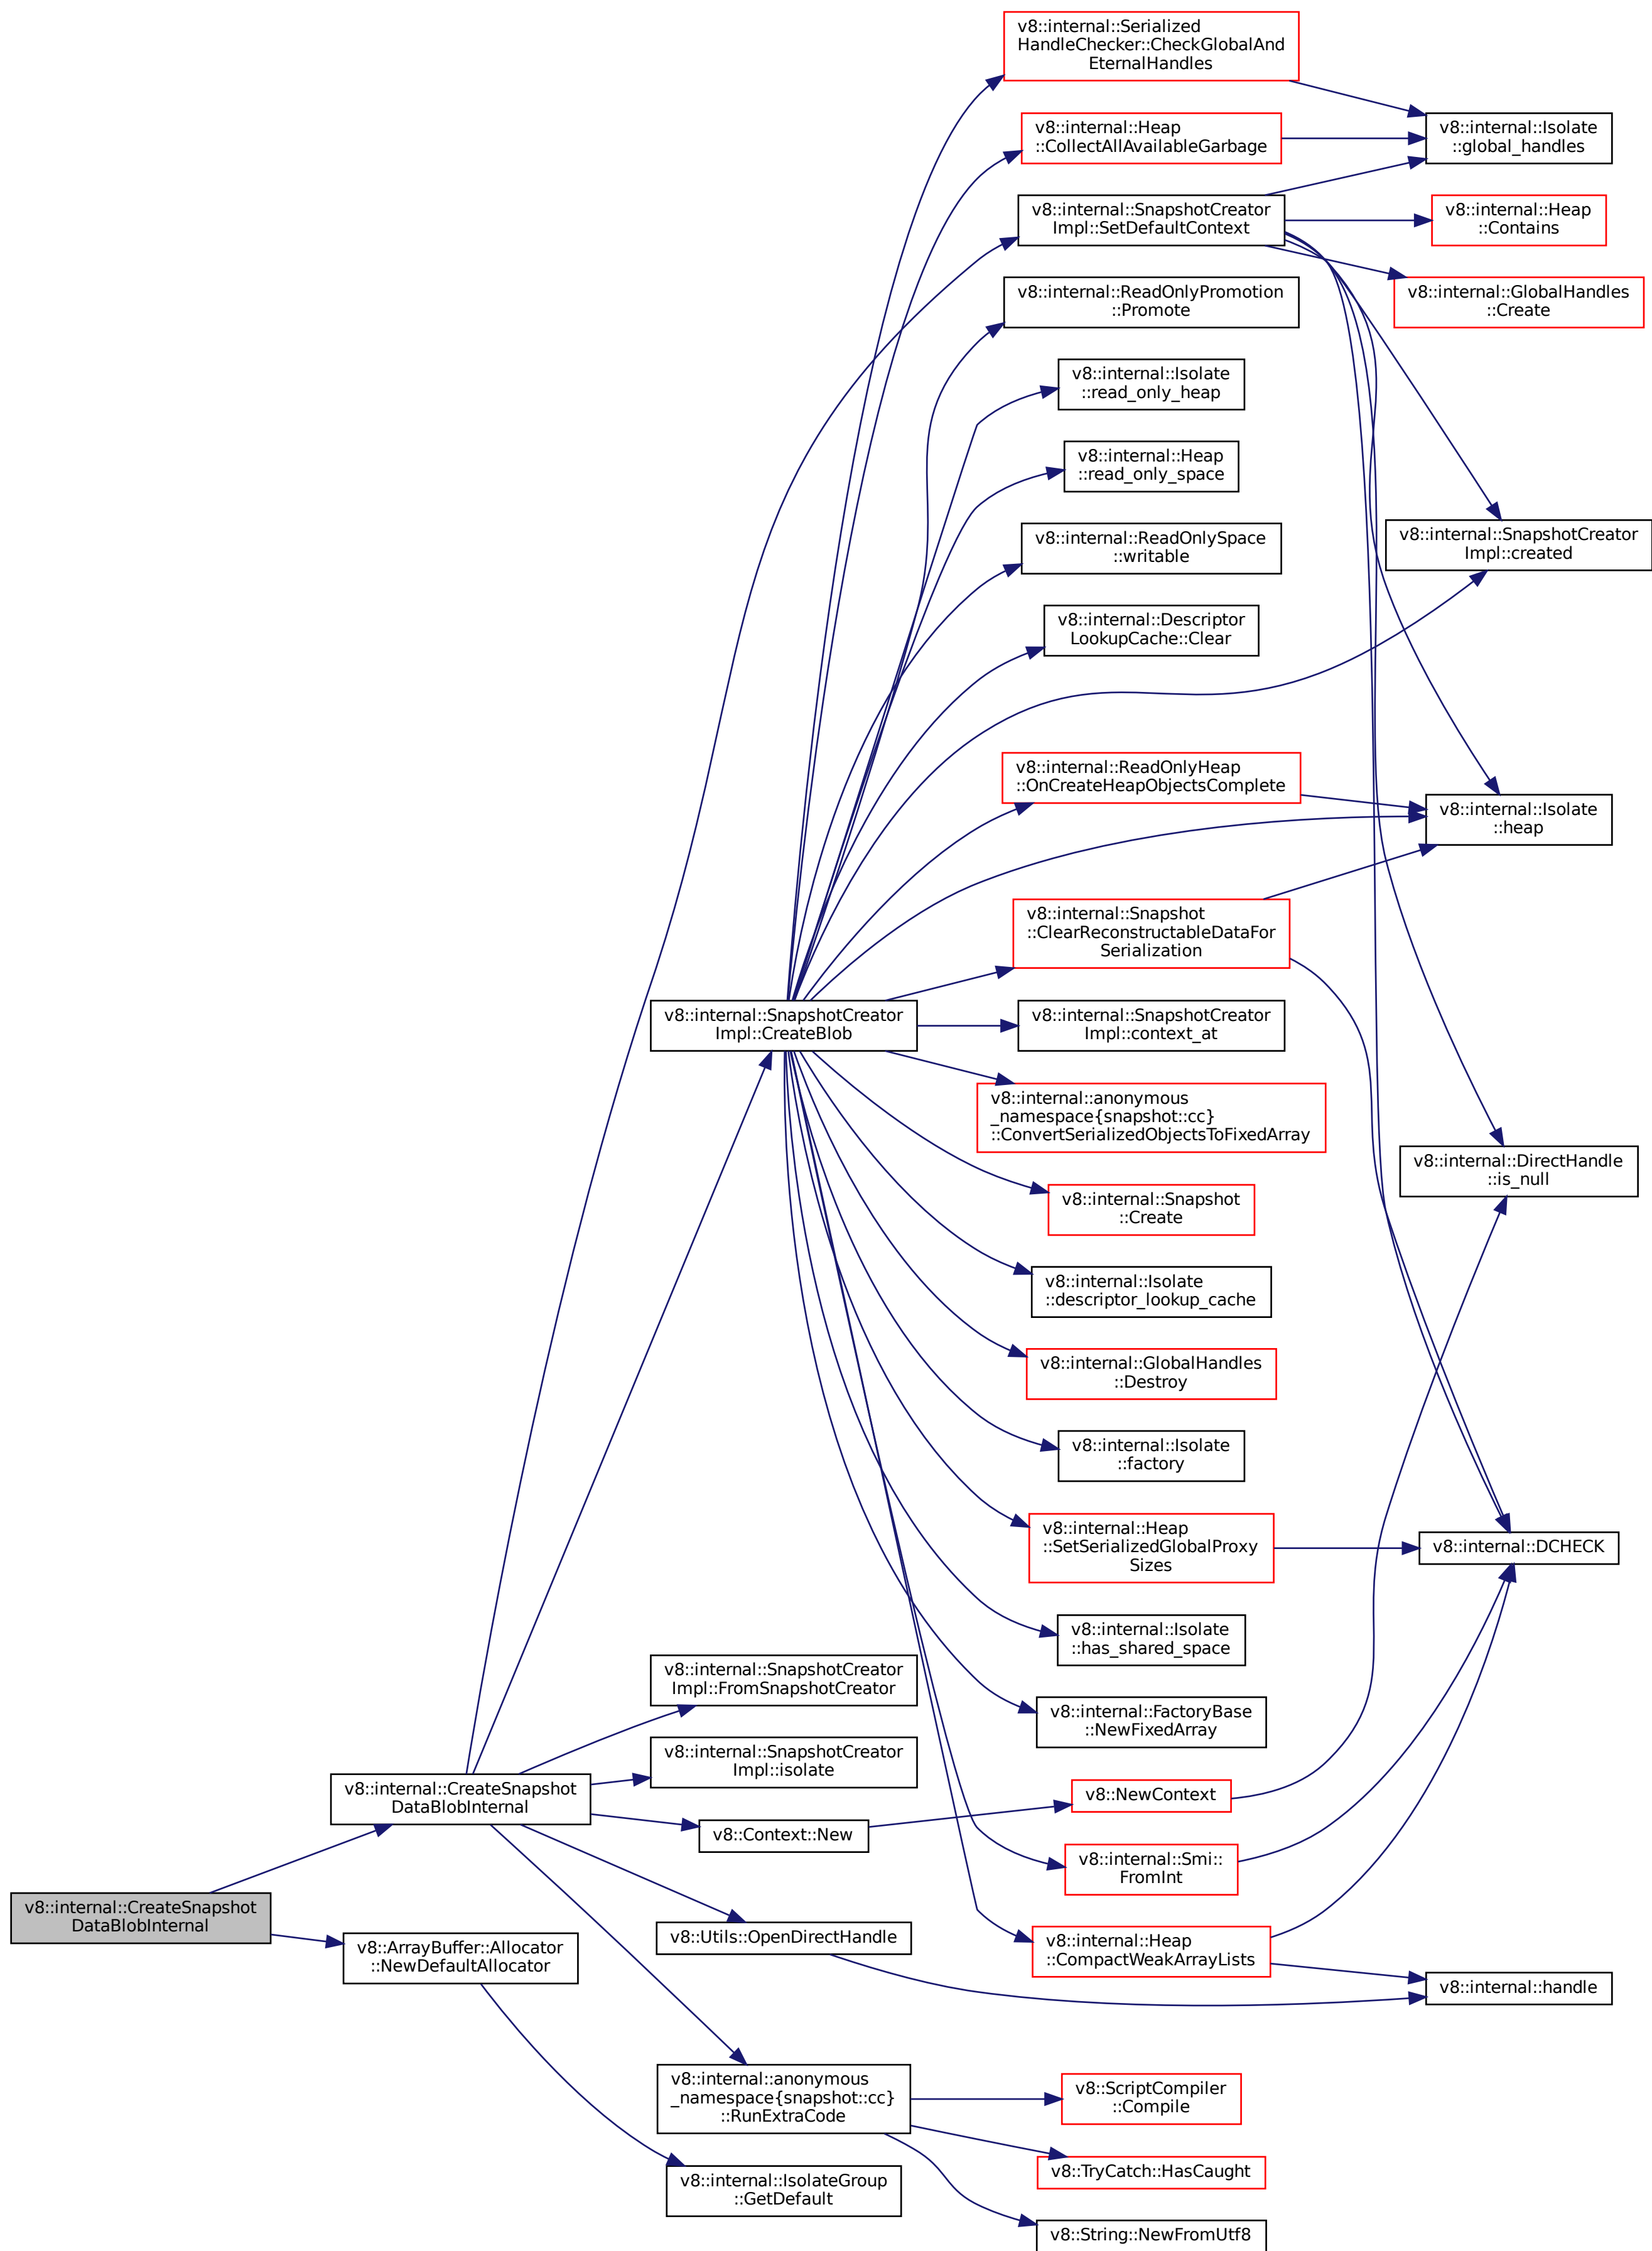 v8::internal::Serialized
HandleChecker::CheckGlobalAnd
EternalHandles
v8::internal::Heap
::CollectAllAvailableGarbage
v8::internal::Isolate
::global_handles
v8::internal::SnapshotCreator
Impl::SetDefaultContext
v8::internal::Heap
::Contains
v8::internal::ReadOnlyPromotion
::Promote
v8::internal::GlobalHandles
::Create
v8::internal::Isolate
::read_only_heap
v8::internal::Heap
::read_only_space
v8::internal::ReadOnlySpace
::writable
v8::internal::SnapshotCreator
Impl::created
v8::internal::Descriptor
LookupCache::Clear
v8::internal::ReadOnlyHeap
::OnCreateHeapObjectsComplete
v8::internal::Isolate
::heap
v8::internal::Snapshot
::ClearReconstructableDataFor
Serialization
v8::internal::SnapshotCreator
Impl::CreateBlob
v8::internal::SnapshotCreator
Impl::context_at
v8::internal::anonymous
_namespace{snapshot::cc}
::ConvertSerializedObjectsToFixedArray
v8::internal::DirectHandle
::is_null
v8::internal::Snapshot
::Create
v8::internal::Isolate
::descriptor_lookup_cache
v8::internal::GlobalHandles
::Destroy
v8::internal::Isolate
::factory
v8::internal::Heap
::SetSerializedGlobalProxy
Sizes
v8::internal::DCHECK
v8::internal::Isolate
::has_shared_space
v8::internal::SnapshotCreator
Impl::FromSnapshotCreator
v8::internal::FactoryBase
::NewFixedArray
v8::internal::SnapshotCreator
Impl::isolate
v8::internal::CreateSnapshot
DataBlobInternal
v8::NewContext
v8::Context::New
v8::internal::Smi::
FromInt
v8::internal::CreateSnapshot
DataBlobInternal
v8::ArrayBuffer::Allocator
::NewDefaultAllocator
v8::Utils::OpenDirectHandle
v8::internal::Heap
::CompactWeakArrayLists
v8::internal::handle
v8::internal::anonymous
_namespace{snapshot::cc}
::RunExtraCode
v8::ScriptCompiler
::Compile
v8::TryCatch::HasCaught
v8::internal::IsolateGroup
::GetDefault
v8::String::NewFromUtf8